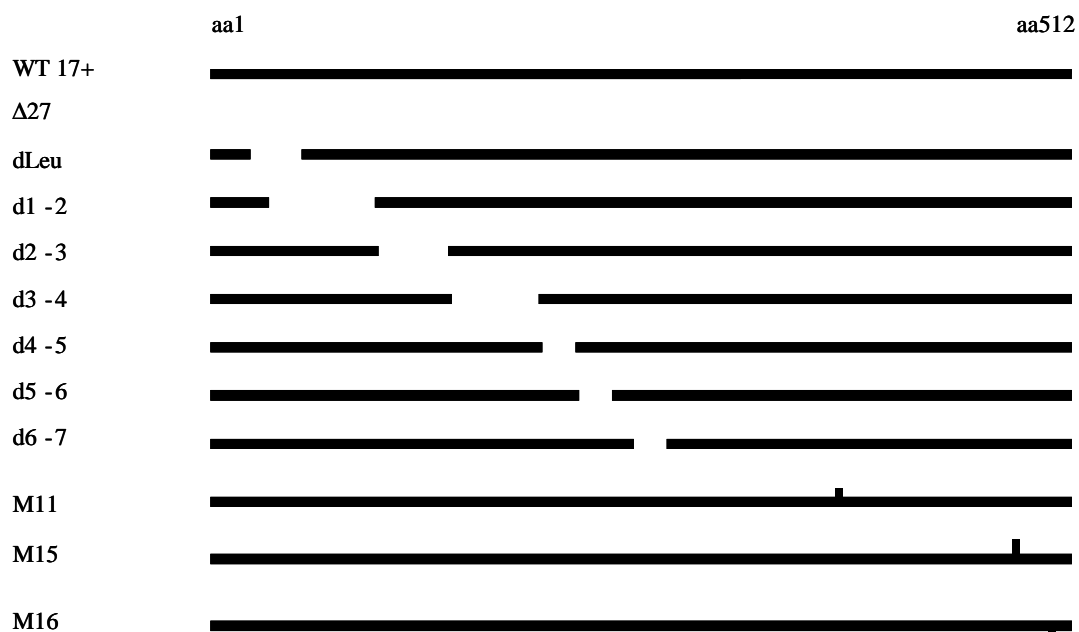 aa1 aa512
WT 17+
Δ27
dLeu
d1 -2
d2 -3
d3 -4
d4 -5
d5 -6
d6 -7
M11
M15
M16